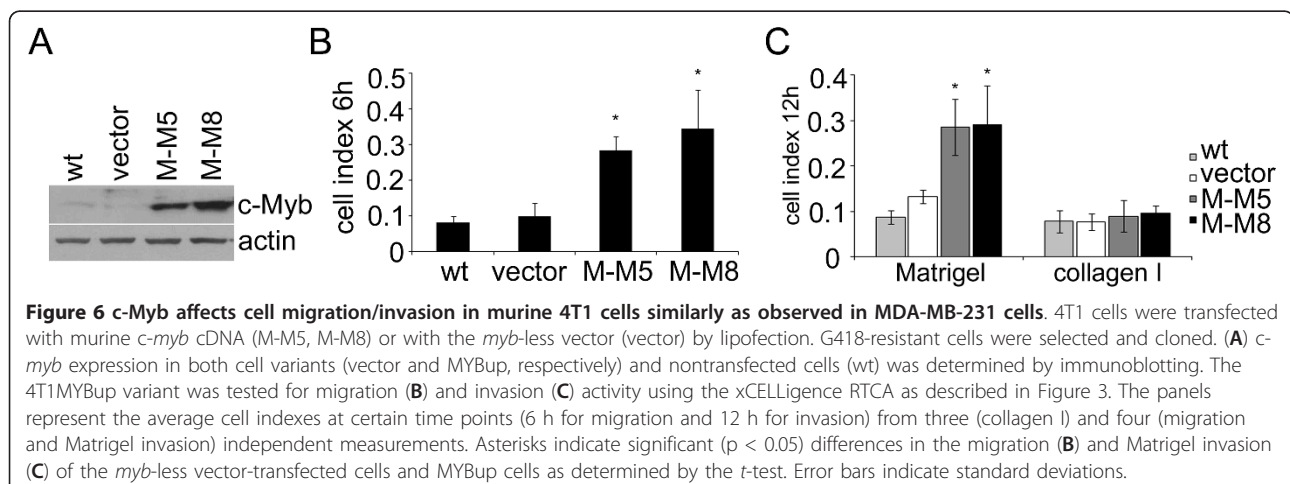 A
B
C
wt
vector
M-M5
M-M8
c-Myb
actin
cell index 6h
0.5
0.4
0.3
0.2
0.1
0
*
*
wt vector M-M5 M-M8
cell index 12h
0.4
0.3
0.2
0.1
0
* *
Matrigel collagen I
wt
vector
M-M5
M-M8
Figure 6 c-Myb affects cell migration/invasion in murine 4T1 cells similarly as observed in MDA-MB-231 cells. 4T1 cells were transfected
with murine c-myb cDNA (M-M5, M-M8) or with the myb-less vector (vector) by lipofection. G418-resistant cells were selected and cloned. (A) c-
myb expression in both cell variants (vector and MYBup, respectively) and nontransfected cells (wt) was determined by immunoblotting. The
4T1MYBup variant was tested for migration (B) and invasion (C) activity using the xCELLigence RTCA as described in Figure 3. The panels
represent the average cell indexes at certain time points (6 h for migration and 12 h for invasion) from three (collagen I) and four (migration
and Matrigel invasion) independent measurements. Asterisks indicate significant (p < 0.05) differences in the migration (B) and Matrigel invasion
(C) of the myb-less vector-transfected cells and MYBup cells as determined by the t-test. Error bars indicate standard deviations.